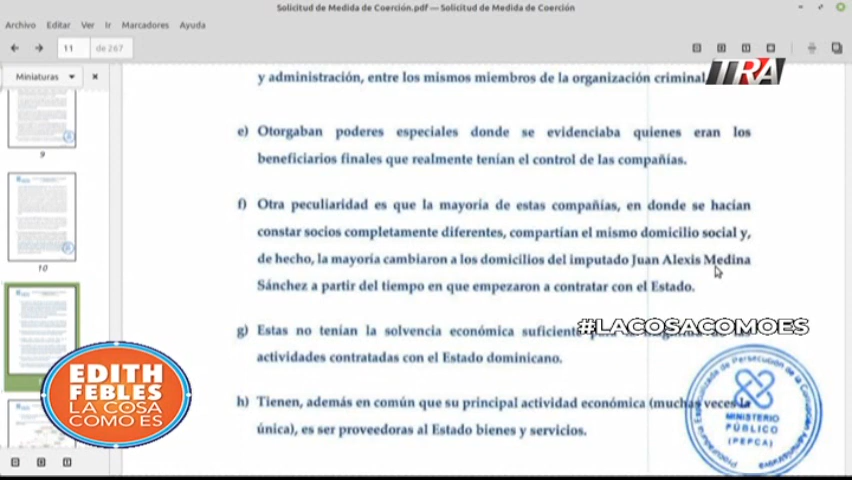 Solicitud de Medida de Coerción.pdf — Solicitud de Medida de Coerción
Archivo Editar Ver Ir Marcadores Ayuda
11 de 267
Miniaturas
9
10
y administración, entre los mismos miembros de la organización criminal
TRA
e) Otorgaban poderes especiales donde se evidenciaba quienes eran los
beneficiarios finales que realmente tenían el control de las compañías.
f) Otra peculiaridad es que la mayoría de estas compañías, en donde se hacían
constar socios completamente diferentes, compartían el mismo domicilio social y,
de hecho, la mayoría cambiaron a los domicilios del imputado Juan Alexis Medina
Sánchez a partir del tiempo en que empezaron a contratar con el Estado.
g) Estas no tenían la solvencia económica suficiente
#LACOSACOMOES
actividades contratadas con el Estado dominicano.
h) Tienen, además en común que su principal actividad económica (muchas veces la
única), es ser proveedoras al Estado bienes y servicios.
EDITH
FEBLES
LA COSA
COMO ES
MINISTERIO
PÚBLICO
(PEPCA)